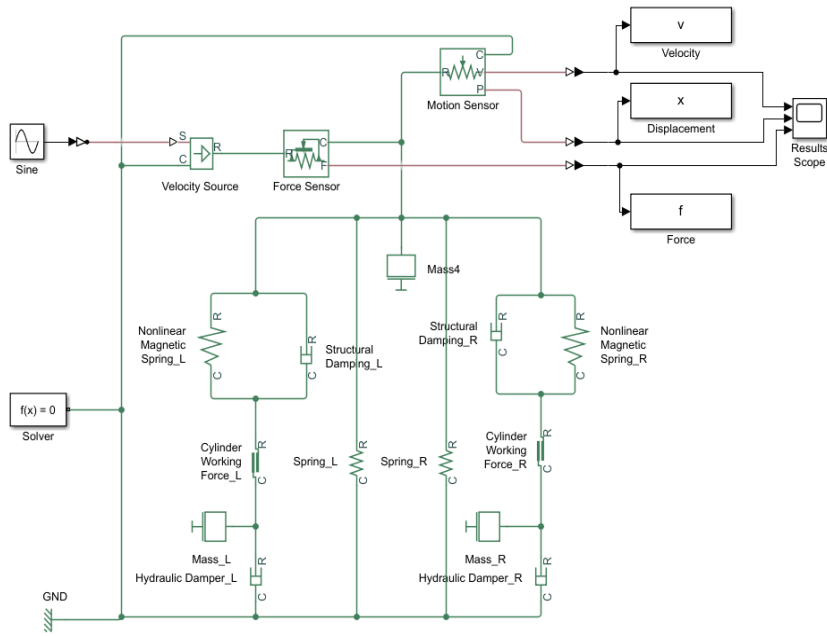 v
Velocity
C
R
V
P
Motion Sensor
x
Displacement
Results
Scope
Sine
S
C
R
Velocity Source
R
C
F
Force Sensor
f
Force
Mass4
R
Nonlinear
Magnetic
Spring_L
C
R
Structural
Damping_L
C
Structural
Damping_R
R
C
R
Nonlinear
Magnetic
Spring_R
C
f(x) = 0
Solver
Cylinder
Working
Force_L
R
C
Spring_L
R
C
Spring_R
R
C
Cylinder
Working
Force_R
R
C
Mass_L
R
Hydraulic Damper_L
C
Mass_R
R
Hydraulic Damper_R
C
GND